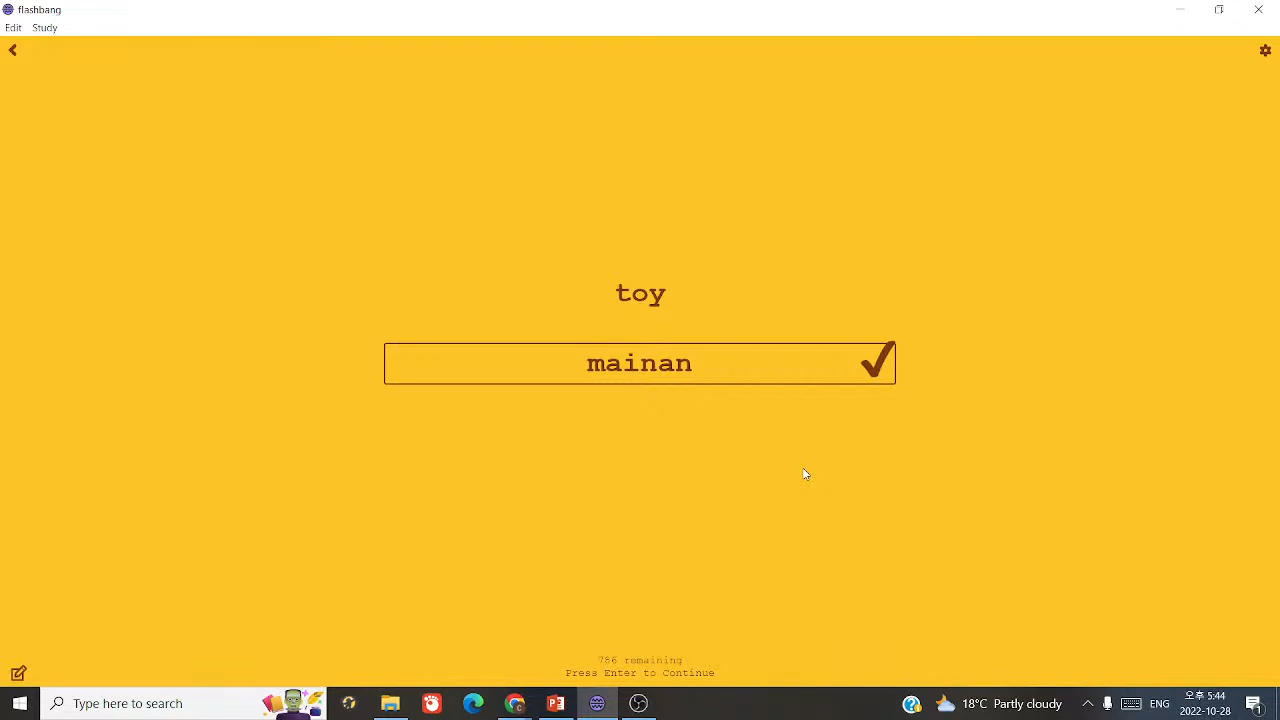 flashbang
Edit Study
toy
mainan
786 remaining
Press Enter to Continue
Type here to search
18°C Partly cloudy
ENG
오후 5:44
2022-10-28
1